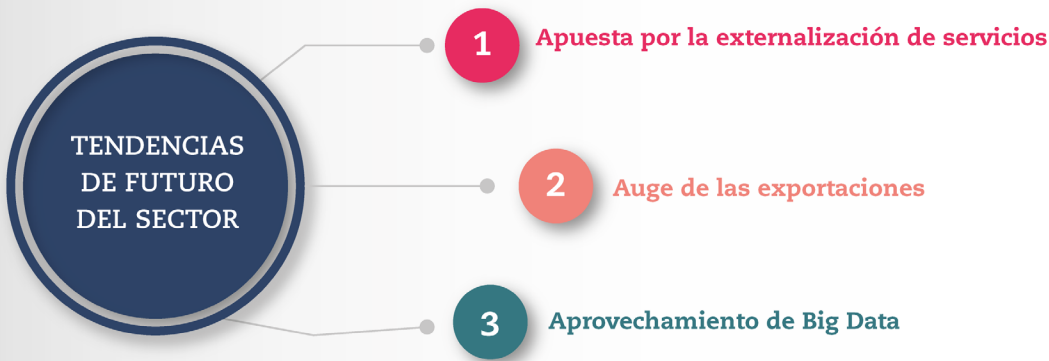 TENDENCIAS
DE FUTURO
DEL SECTOR
1
Apuesta por la externalización de servicios
2
Auge de las exportaciones
3
Aprovechamiento de Big Data